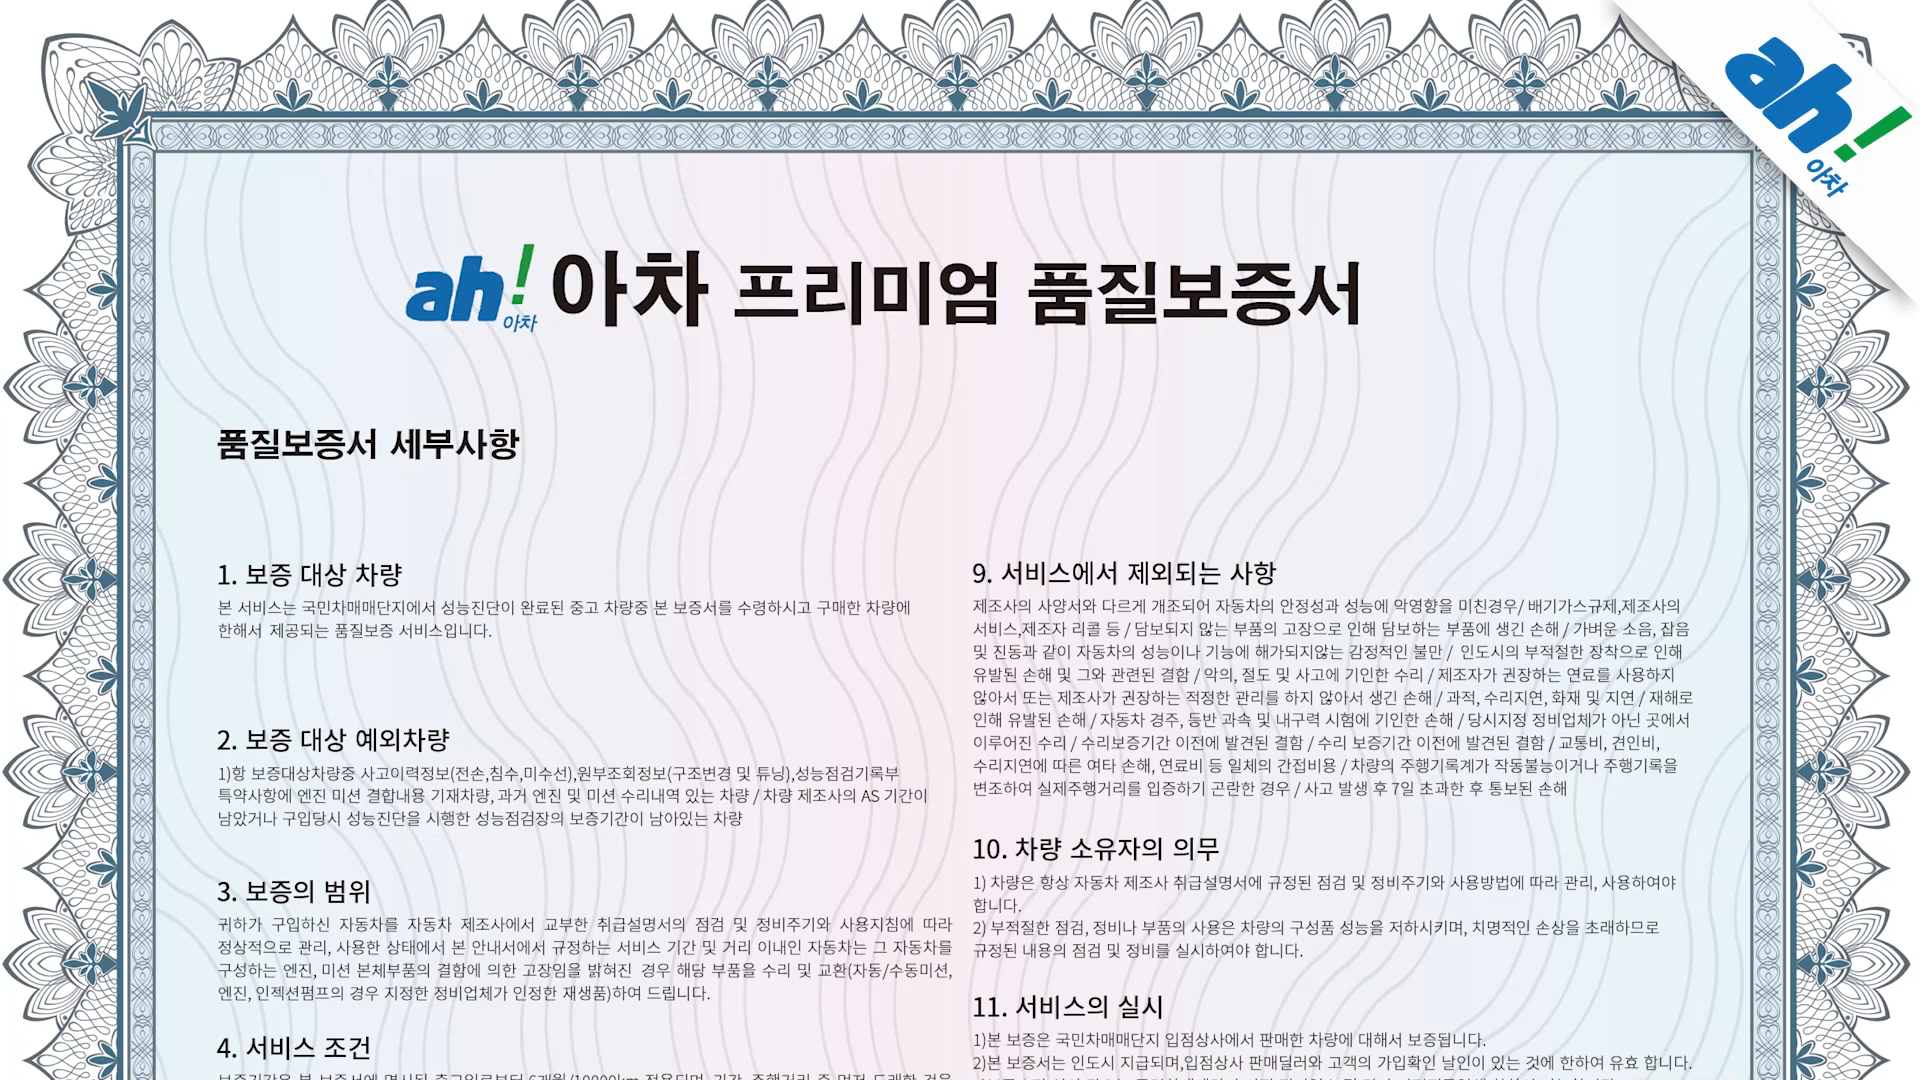 ah!
아차
ah! 아차 아차 프리미엄 품질보증서
품질보증서 세부사항
1. 보증 대상 차량
본 서비스는 국민차매매단지에서 성능진단이 완료된 중고 차량중 본 보증서를 수령하시고 구매한 차량에
한해서 제공되는 품질보증 서비스입니다.
2. 보증 대상 예외차량
1)항 보증대상차량중 사고이력정보(전손,침수,미수선),원부조회정보(구조변경 및 튜닝),성능점검기록부
특약사항에 엔진 미션 결합내용 기재차량, 과거 엔진 및 미션 수리내역 있는 차량 / 차량 제조사의 AS 기간이
남았거나 구입당시 성능진단을 시행한 성능점검장의 보증기간이 남아있는 차량
3. 보증의 범위
귀하가 구입하신 자동차를 자동차 제조사에서 교부한 취급설명서의 점검 및 정비주기와 사용지침에 따라
정상적으로 관리, 사용한 상태에서 본 안내서에서 규정하는 서비스 기간 및 거리 이내인 자동차는 그 자동차를
구성하는 엔진, 미션 본체부품의 결함에 의한 고장임을 밝혀진 경우 해당 부품을 수리 및 교환(자동/수동미션,
엔진, 인젝션펌프의 경우 지정한 정비업체가 인정한 재생품)하여 드립니다.
4. 서비스 조건
9. 서비스에서 제외되는 사항
제조사의 사양서와 다르게 개조되어 자동차의 안정성과 성능에 악영향을 미친경우/ 배기가스규제,제조사의
서비스,제조자 리콜 등 / 담보되지 않는 부품의 고장으로 인해 담보하는 부품에 생긴 손해 / 가벼운 소음, 잡음
및 진동과 같이 자동차의 성능이나 기능에 해가되지않는 감정적인 불만 / 인도시의 부적절한 장착으로 인해
유발된 손해 및 그와 관련된 결함 / 악의, 절도 및 사고에 기인한 수리 / 제조자가 권장하는 연료를 사용하지
않아서 또는 제조사가 권장하는 적정한 관리를 하지 않아서 생긴 손해 / 과적, 수리지연, 화재 및 지연 / 재해로
인해 유발된 손해 / 자동차 경주, 등반 과속 및 내구력 시험에 기인한 손해 / 당시지정 정비업체가 아닌 곳에서
이루어진 수리 / 수리보증기간 이전에 발견된 결함 / 수리 보증기간 이전에 발견된 결함 / 교통비, 견인비,
수리지연에 따른 여타 손해, 연료비 등 일체의 간접비용 / 차량의 주행기록계가 작동불능이거나 주행기록을
변조하여 실제주행거리를 입증하기 곤란한 경우 / 사고 발생 후 7일 초과한 후 통보된 손해
10. 차량 소유자의 의무
1) 차량은 항상 자동차 제조사 취급설명서에 규정된 점검 및 정비주기와 사용방법에 따라 관리, 사용하여야
합니다.
2) 부적절한 점검, 정비나 부품의 사용은 차량의 구성품 성능을 저하시키며, 치명적인 손상을 초래하므로
규정된 내용의 점검 및 정비를 실시하여야 합니다.
11. 서비스의 실시
1)본 보증은 국민차매매단지 입점상사에서 판매한 차량에 대해서 보증됩니다.
2)본 보증서는 인도시 지급되며,입점상사 판매딜러와 고객의 가입확인 날인이 있는 것에 한하여 유효 합니다.